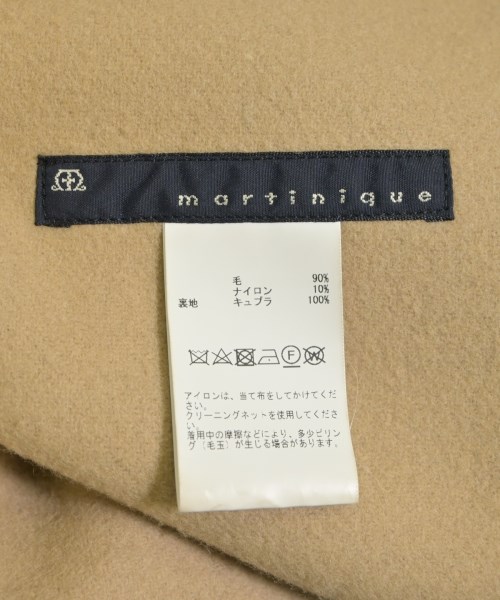 martinique
毛 90%
ナイロン 10%
裏地 キュプラ 100%
F W
アイロンは、当て布をしてかけてくだ
さい。
クリーニングネットを使用してくださ
い。
着用中の摩擦などにより、多少ピリン
グ（毛玉）が生じる場合があります。